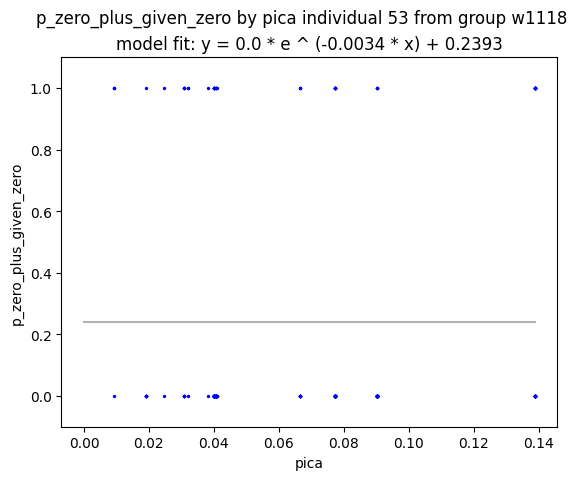 p_zero_plus_given_zero by pica individual 53 from group w1118
model fit: y = 0.0 * e ^ (-0.0034 * x) + 0.2393
1.0
0.8
0.6
0.4
0.2
0.0
p_zero_plus_given_zero
0.00 0.02 0.04 0.06 0.08 0.10 0.12 0.14
pica